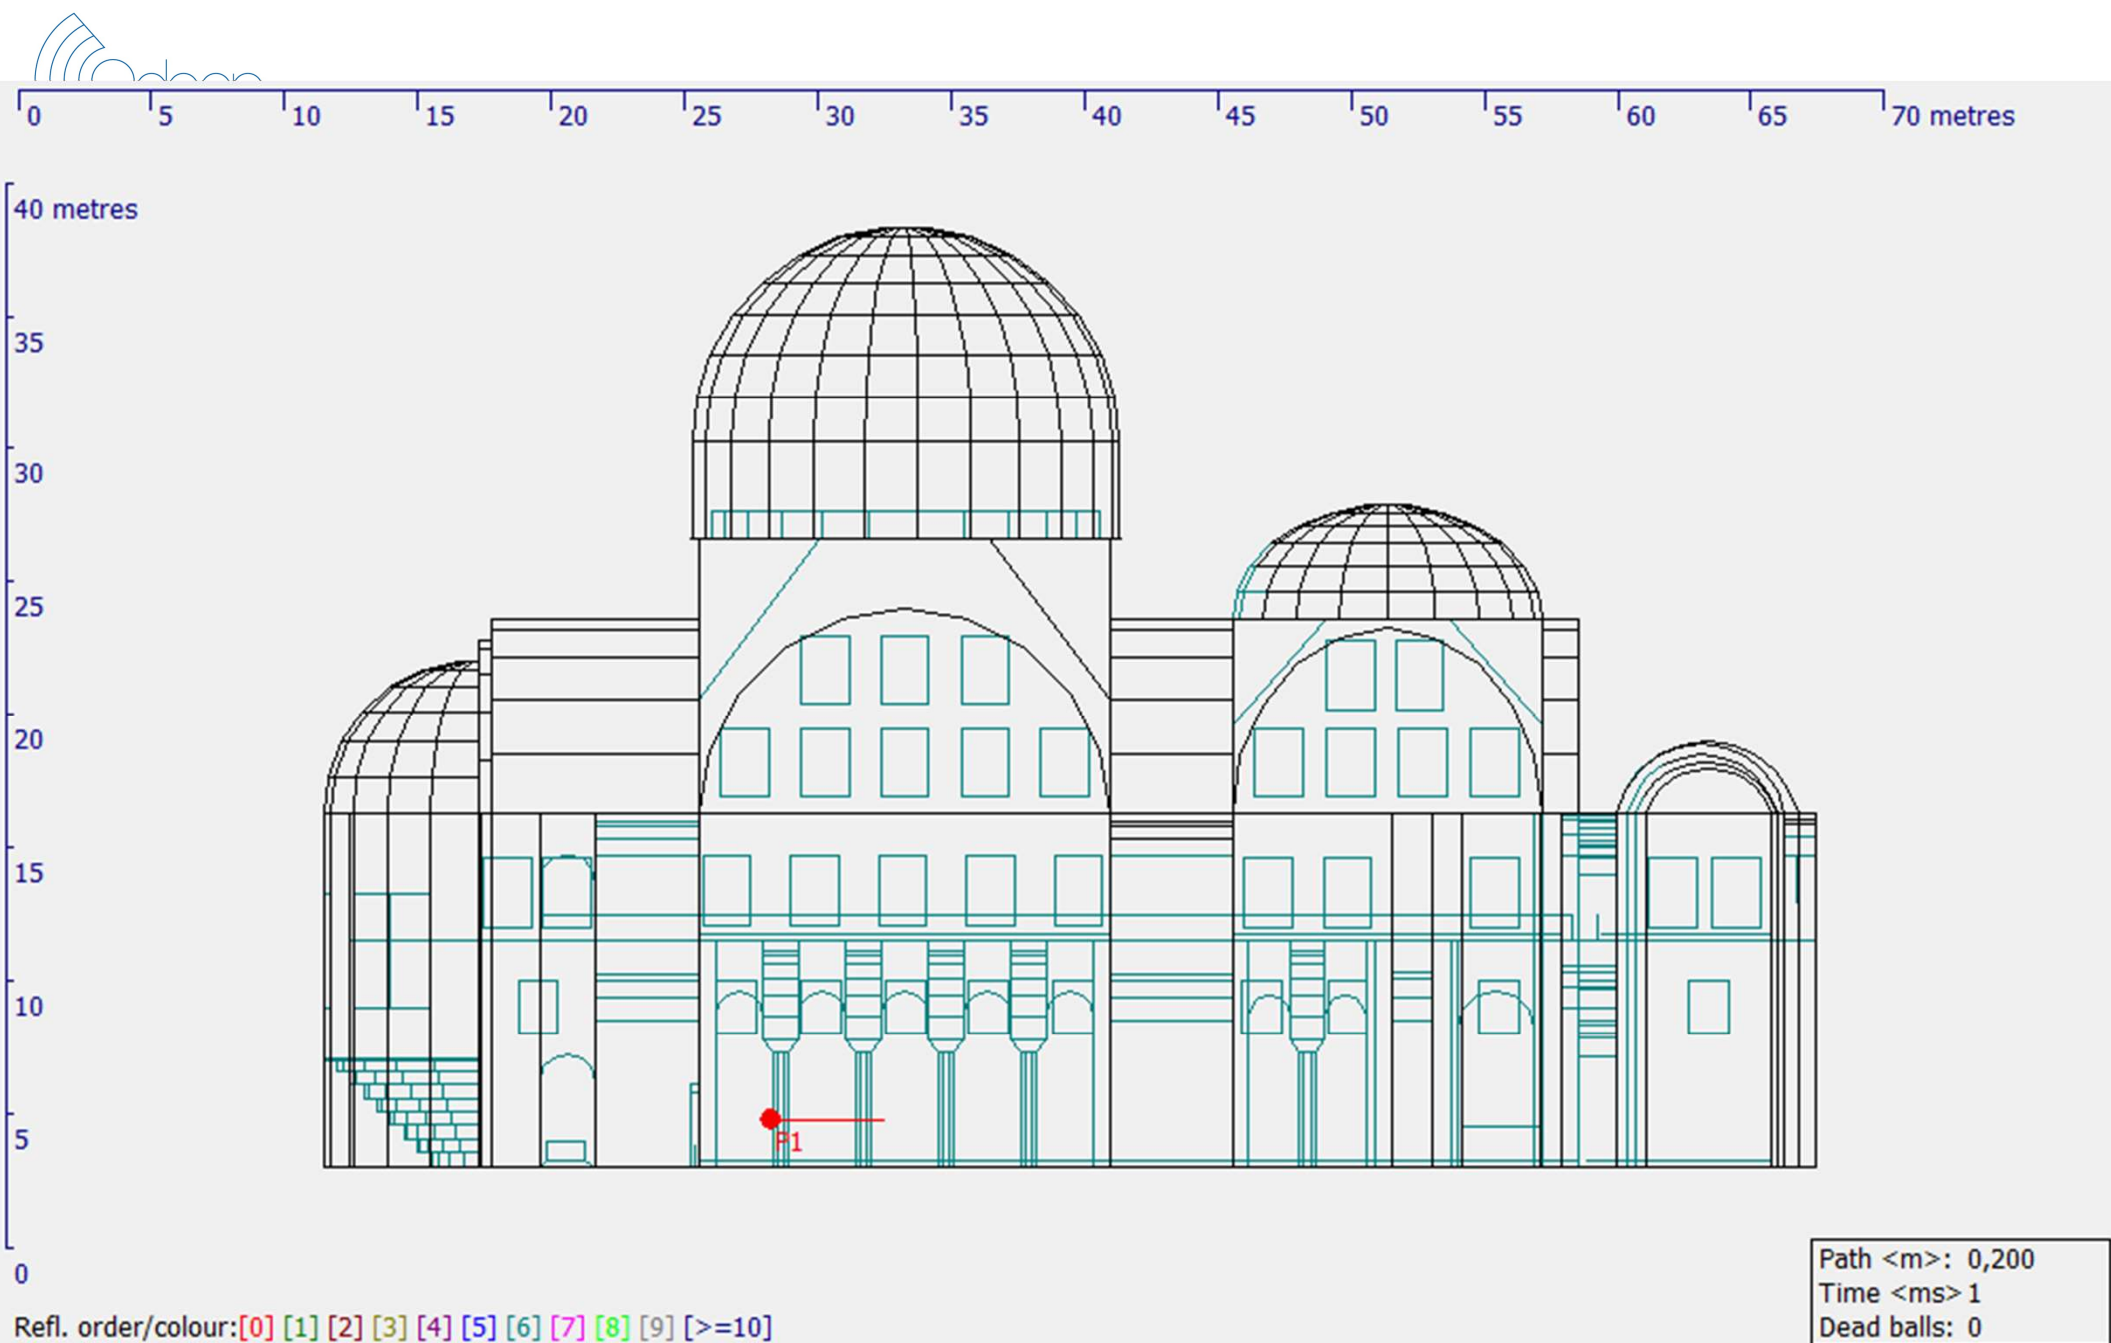 0 5 10 15 20 25 30 35 40 45 50 55 60 65 70 metres
40 metres
35
30
25
20
15
10
5
0
P1
Path <m>: 0,200
Time <ms> 1
Dead balls: 0
Refl. order/colour:[0] [1] [2] [3] [4] [5] [6] [7] [8] [9] [>=10]